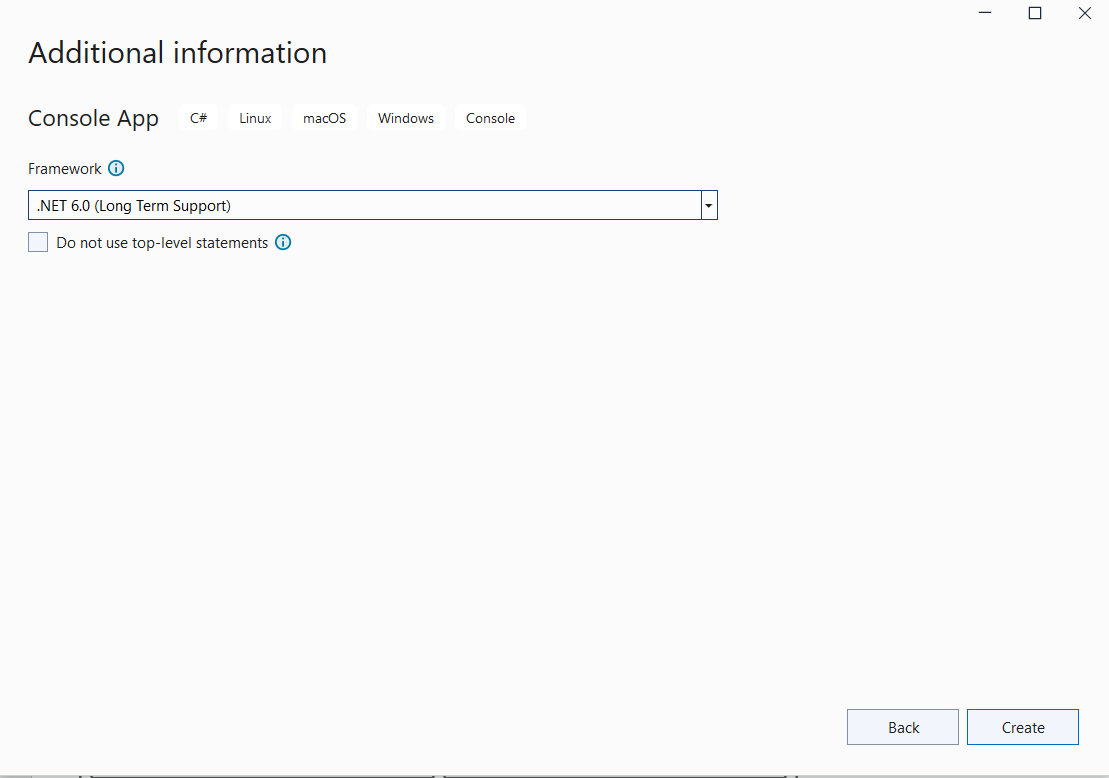 Additional information
Console App C# Linux macOS Windows Console
Framework
.NET 6.0 (Long Term Support)
Do not use top-level statements
Back Create